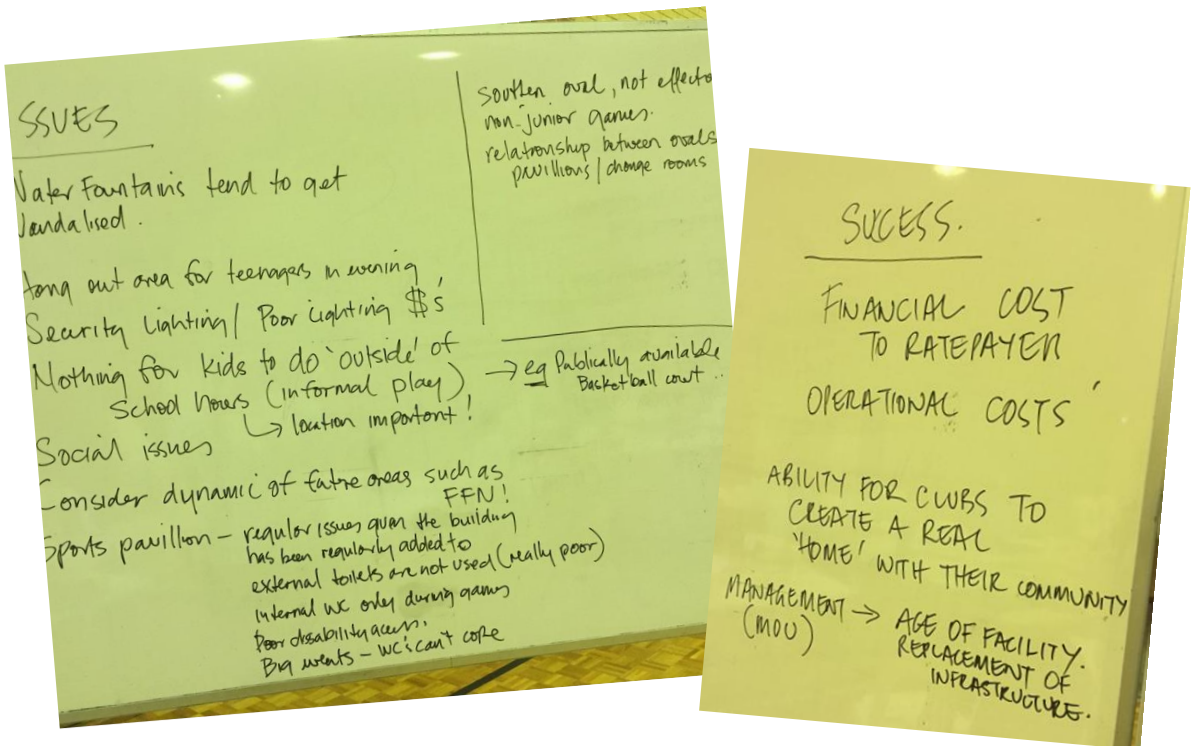 ISSUES
Water Fountains tend to get
Vandalised.
Hang out area for teenagers in evening
Security Lighting / Poor Lighting $s'
Nothing for kids to do 'outside' of
School hours (informal play)
↳ location important!
→ eg Publically available
Basketball court ..
Social issues
Consider dynamic of future areas such as
FFN!
Sports pavillion – regular issues given the building
has been regularly added to
external toilets are not used (really poor)
Internal WC only during games
Poor disability access.
Big events – WC's can't cope
southern oval, not effective
non-junior games.
relationship between ovals
pavillions / change rooms
SUCESS.
FINANCIAL COST
TO RATEPAYER
OPERATIONAL COSTS'
ABILITY FOR CLUBS TO
CREATE A REAL
'HOME' WITH THEIR COMMUNITY
MANAGEMENT → AGE OF FACILITY.
(MOU)
REPLACEMENT OF
INFRASTRUCTURE.